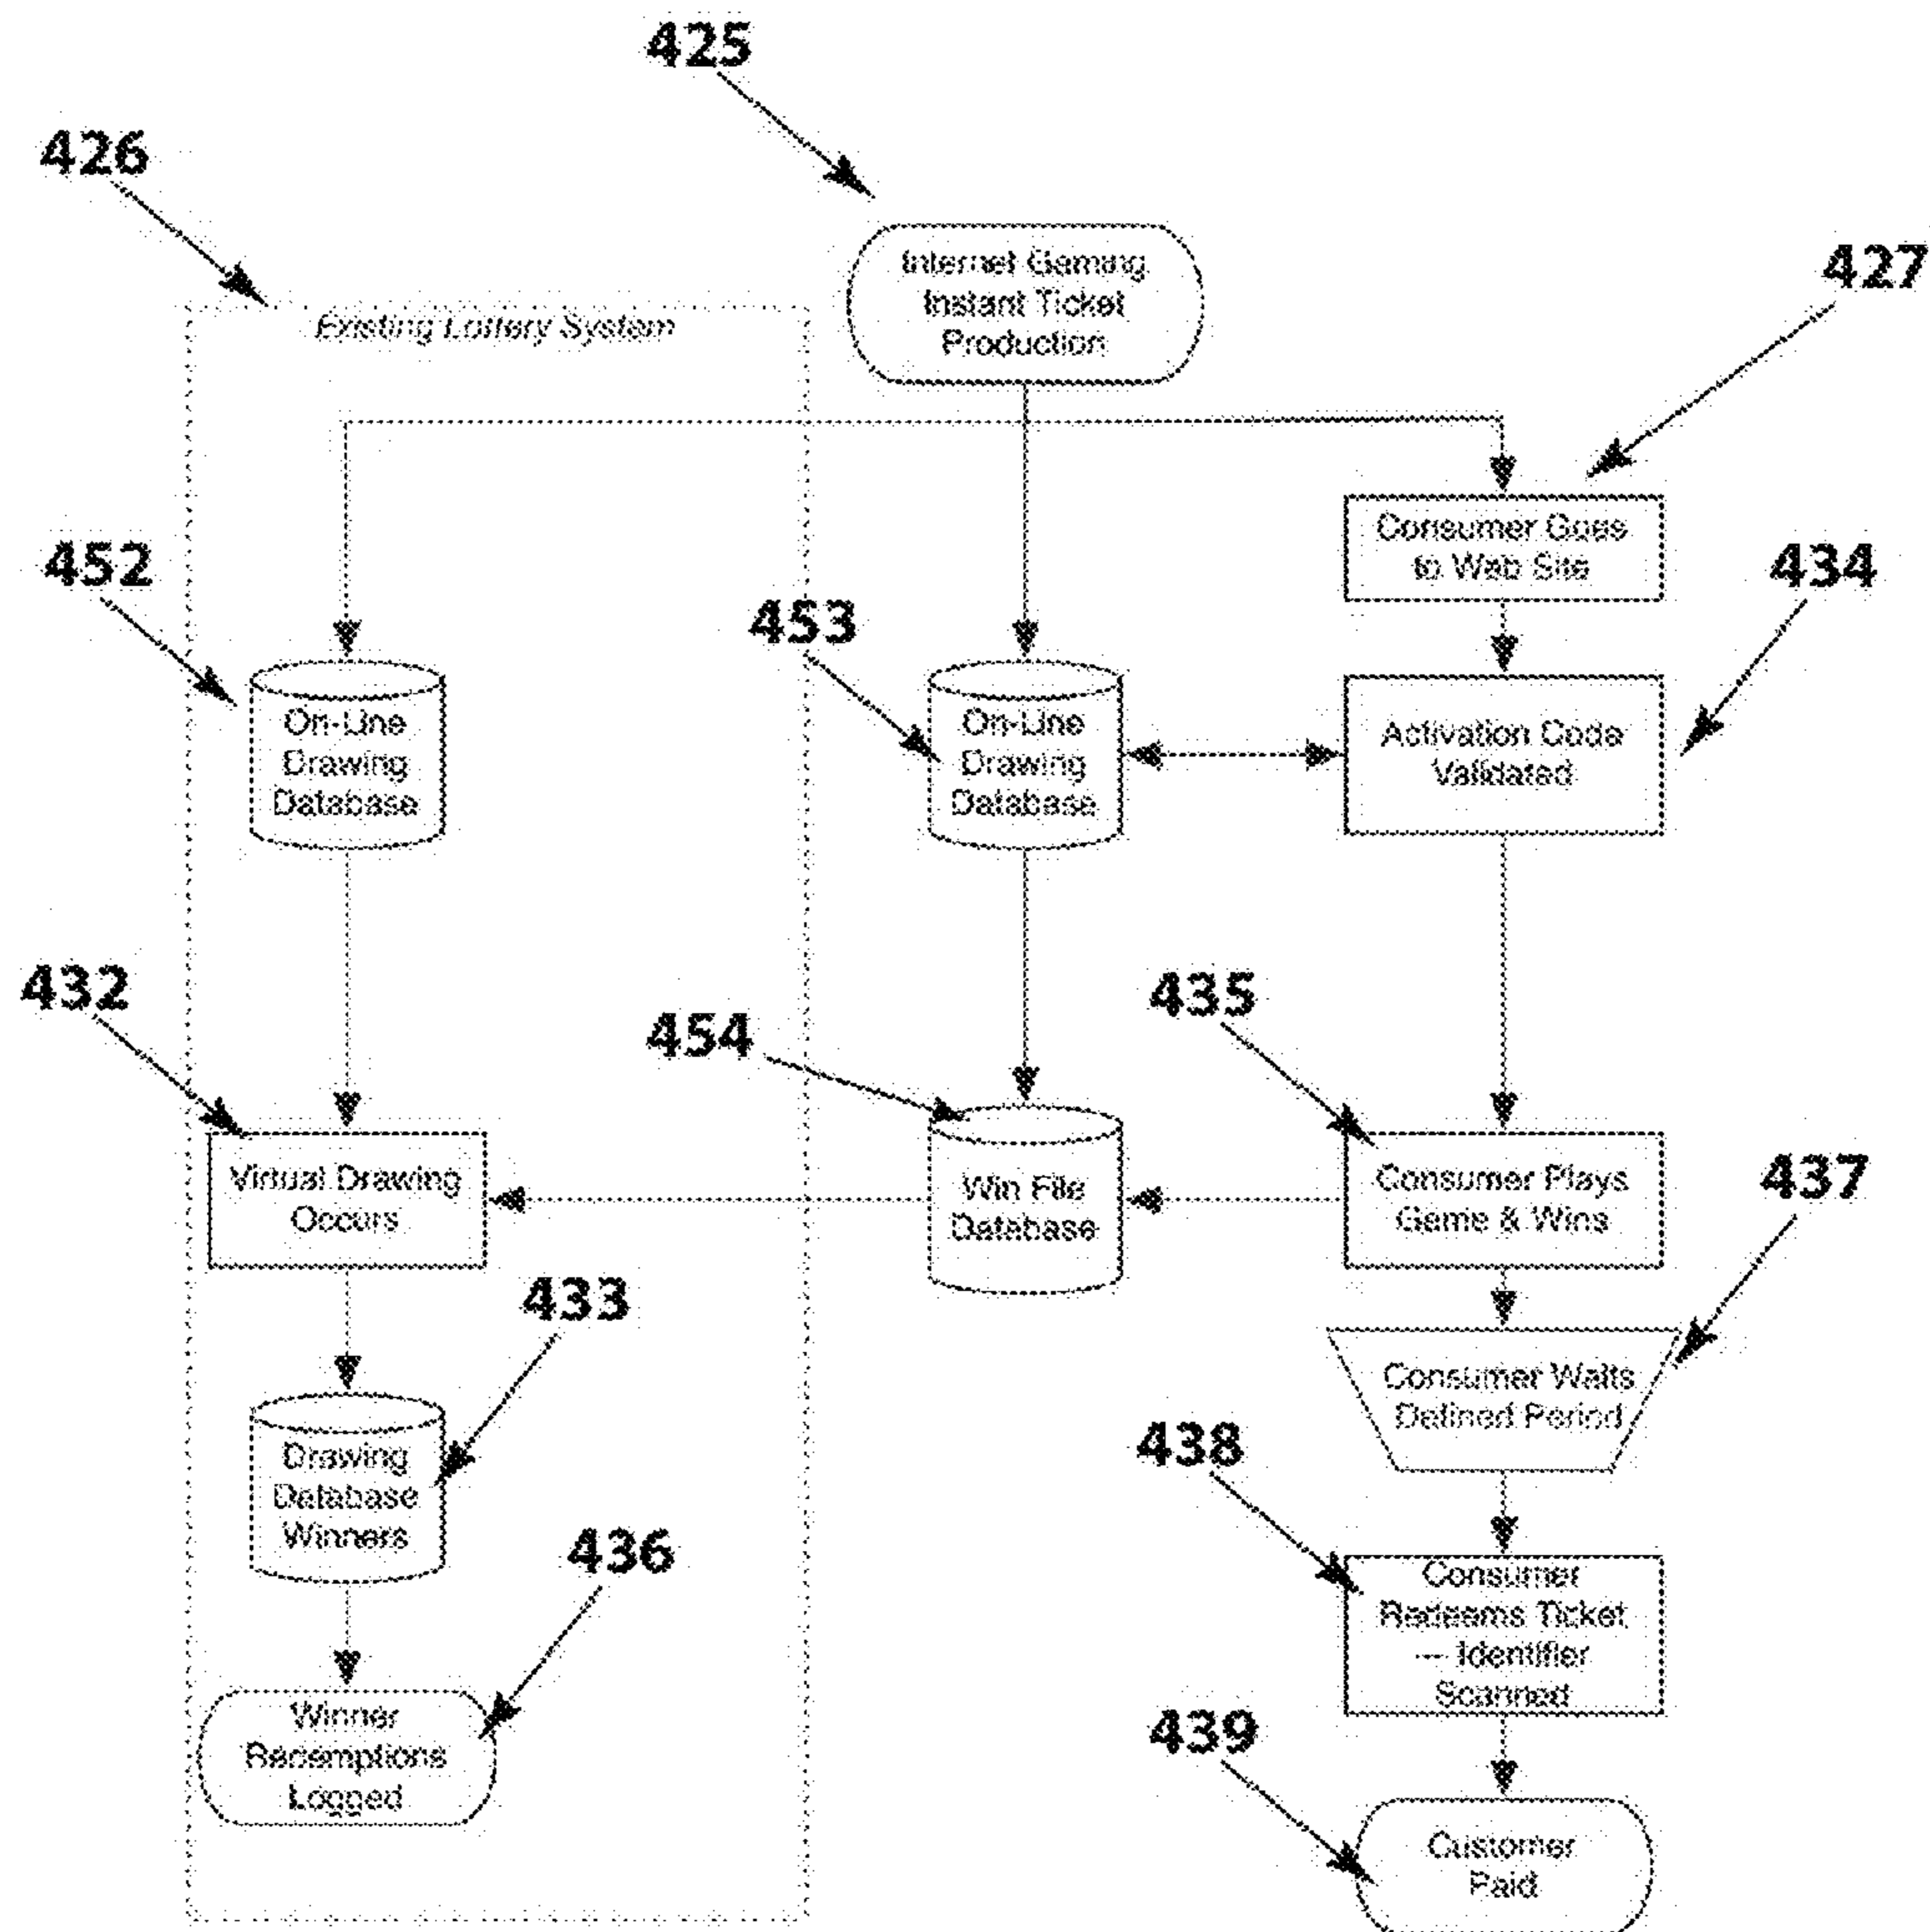 425
426
Internet Gaming
Instant Ticket
Production
427
Existing Lottery System
Consumer Goes
to Web Site
452
434
453
On-Line
Drawing
Database
On-Line
Drawing
Database
Activation Code
Validated
432
435
454
437
Virtual Drawing
Occurs
Win File
Database
Consumer Plays
Game & Wins
433
Consumer Waits
Defined Period
438
Drawing
Database
Winners
436
Consumer
Redeems Ticket
— Identifier
Scanned
Winner
Redemptions
Logged
439
Customer
Paid